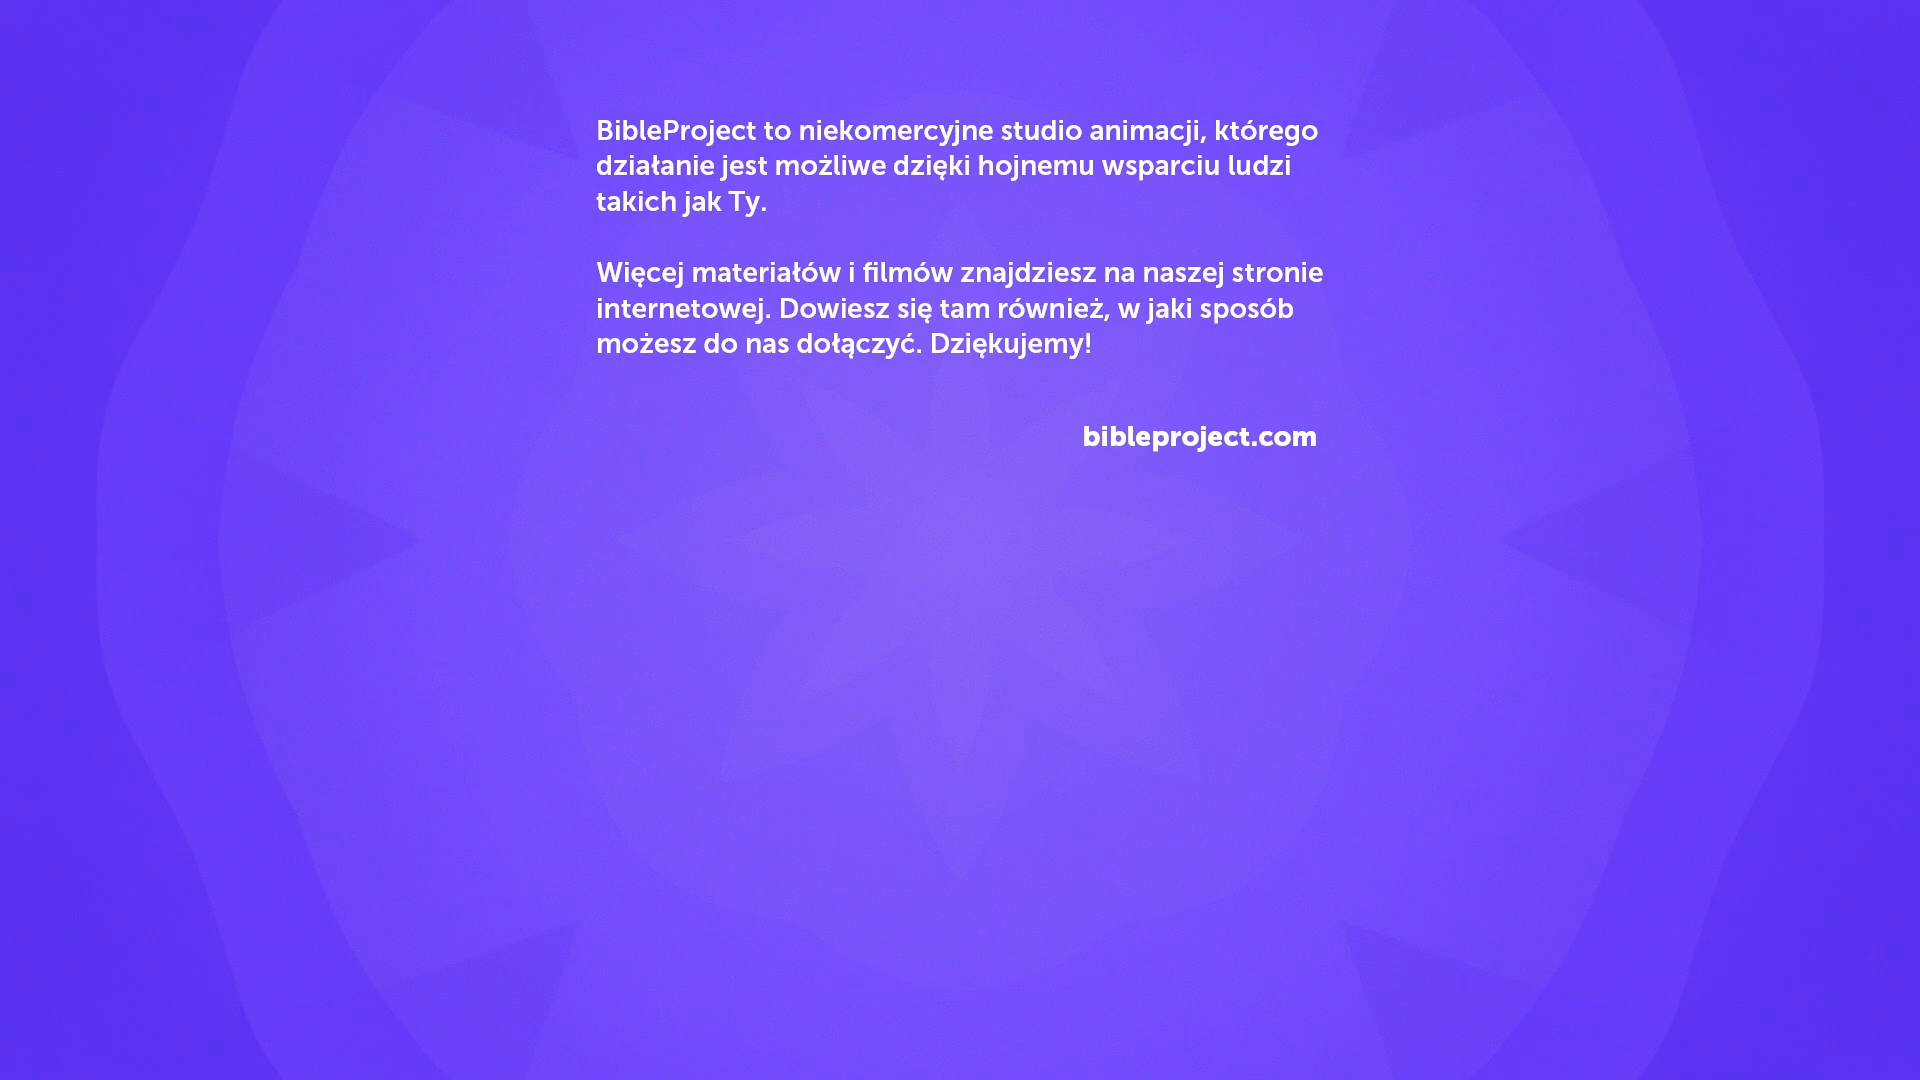 BibleProject to niekomercyjne studio animacji, którego
działanie jest możliwe dzięki hojnemu wsparciu ludzi
takich jak Ty.
Więcej materiałów i filmów znajdziesz na naszej stronie
internetowej. Dowiesz się tam również, w jaki sposób
możesz do nas dołączyć. Dziękujemy!
bibleproject.com